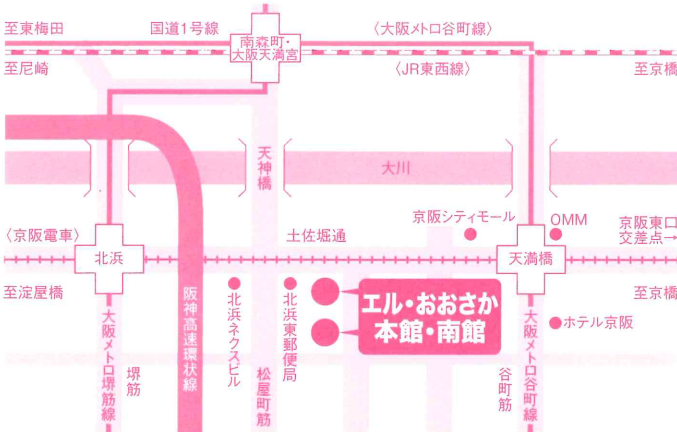 至東梅田
国道1号線
南森町・
大阪天満宮
〈大阪メトロ谷町線〉
至尼崎
〈JR東西線〉
至京橋
天神橋
大川
〈京阪電車〉
北浜
土佐堀通
京阪シティモール
OMM
京阪東口
交差点→
天満橋
至淀屋橋
至京橋
阪神高速環状線
北浜ネクスビル
北浜東郵便局
エル・おおさか
本館・南館
ホテル京阪
大阪メトロ堺筋線
堺筋
松屋町筋
谷町筋
大阪メトロ谷町線